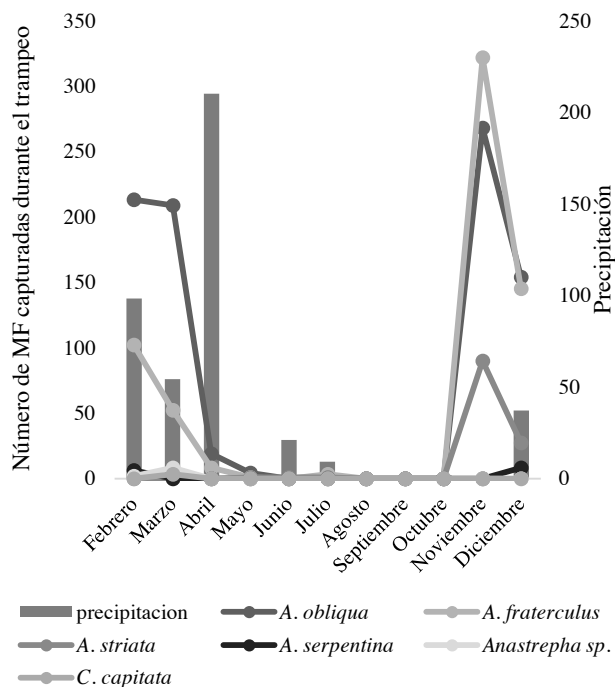 350
300
250
200
150
100
50
0
Número de MF capturadas durante el trampeo
250
200
150
100
50
0
Precipitación
Febrero
Marzo
Abril
Mayo
Junio
Julio
Agosto
Septiembre
Octubre
Noviembre
Diciembre
precipitacion
A. obliqua
A. fraterculus
A. striata
A. serpentina
Anastrepha sp.
C. capitata